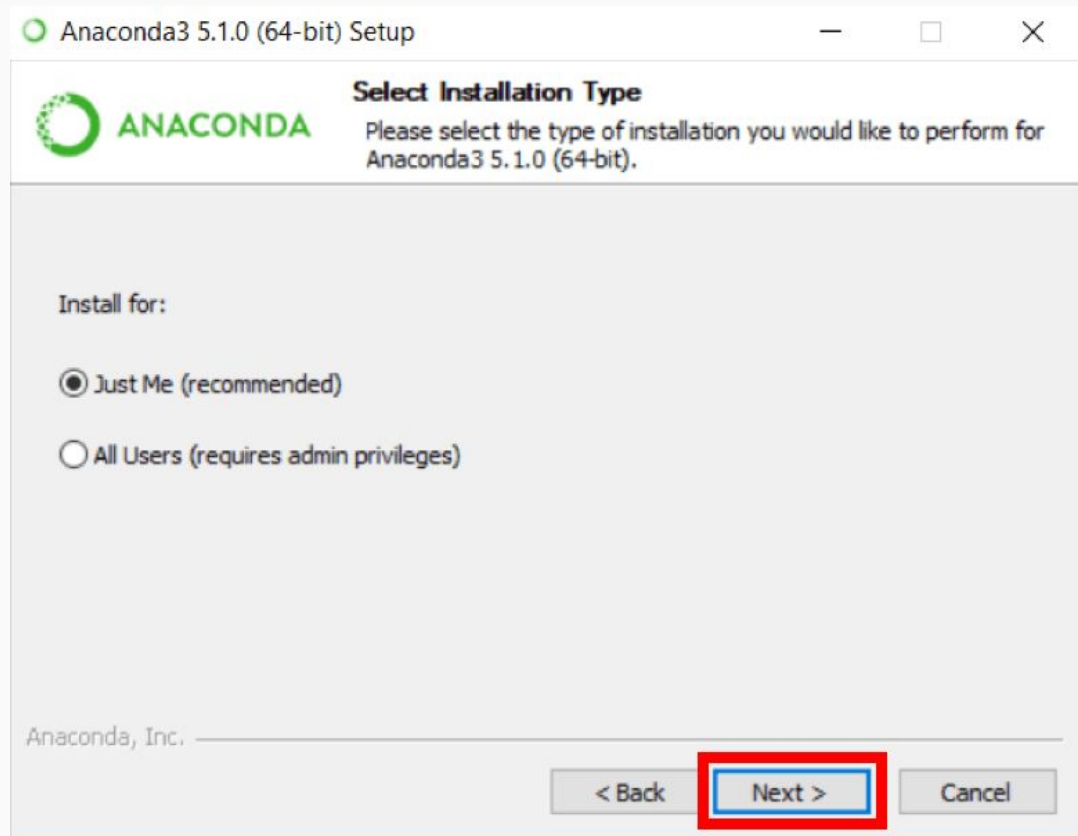 Anaconda3 5.1.0 (64-bit) Setup
ANACONDA
Select Installation Type
Please select the type of installation you would like to perform for
Anaconda3 5.1.0 (64-bit).
Install for:
Just Me (recommended)
All Users (requires admin privileges)
Anaconda, Inc.
< Back
Next >
Cancel